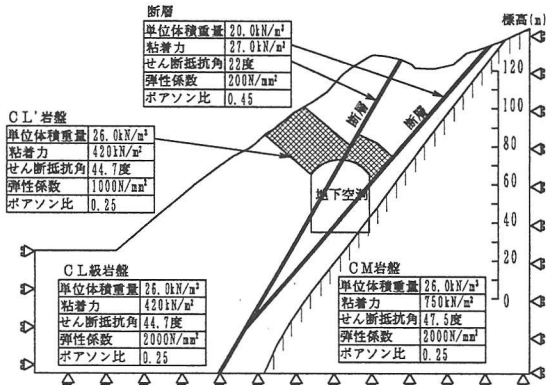 断層
単位体積重量 20.0kN/m³
粘着力 27.0kN/m²
せん断抵抗角 22度
弾性係数 200N/mm²
ポアソン比 0.45
標高(m)
120
100
80
60
40
20
0
断層
断層
CL'岩盤
単位体積重量 26.0kN/m³
粘着力 420kN/m²
せん断抵抗角 44.7度
弾性係数 1000N/mm²
ポアソン比 0.25
地下空洞
CL級岩盤
単位体積重量 26.0kN/m³
粘着力 420kN/m²
せん断抵抗角 44.7度
弾性係数 2000N/mm²
ポアソン比 0.25
CM岩盤
単位体積重量 26.0kN/m³
粘着力 750kN/m²
せん断抵抗角 47.5度
弾性係数 2000N/mm²
ポアソン比 0.25